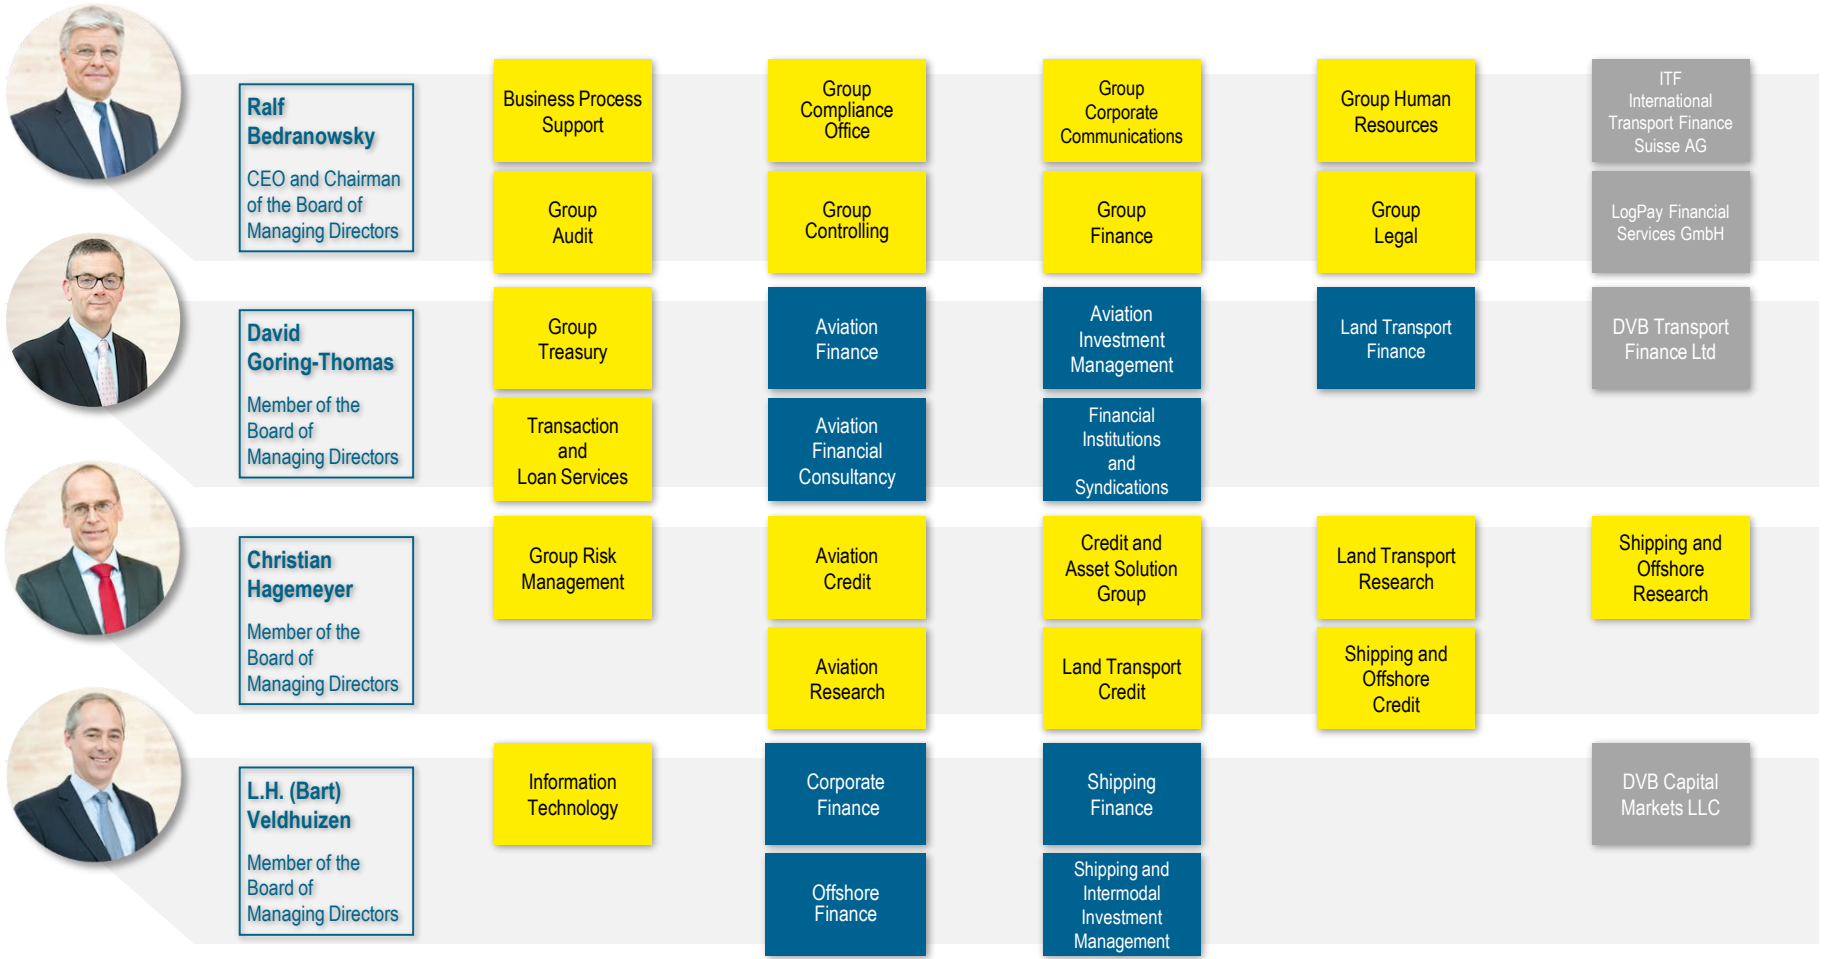 Ralf
Bedranowsky
CEO and Chairman
of the Board of
Managing Directors
Business Process
Support
Group
Compliance
Office
Group
Corporate
Communications
Group Human
Resources
ITF
International
Transport Finance
Suisse AG
Group
Audit
Group
Controlling
Group
Finance
Group
Legal
LogPay Financial
Services GmbH
David
Goring-Thomas
Member of the
Board of
Managing Directors
Group
Treasury
Aviation
Finance
Aviation
Investment
Management
Land Transport
Finance
DVB Transport
Finance Ltd
Transaction
and
Loan Services
Aviation
Financial
Consultancy
Financial
Institutions
and
Syndications
Christian
Hagemeyer
Member of the
Board of
Managing Directors
Group Risk
Management
Aviation
Credit
Credit and
Asset Solution
Group
Land Transport
Research
Shipping and
Offshore
Research
Aviation
Research
Land Transport
Credit
Shipping and
Offshore
Credit
L.H. (Bart)
Veldhuizen
Member of the
Board of
Managing Directors
Information
Technology
Corporate
Finance
Shipping
Finance
DVB Capital
Markets LLC
Offshore
Finance
Shipping and
Intermodal
Investment
Management